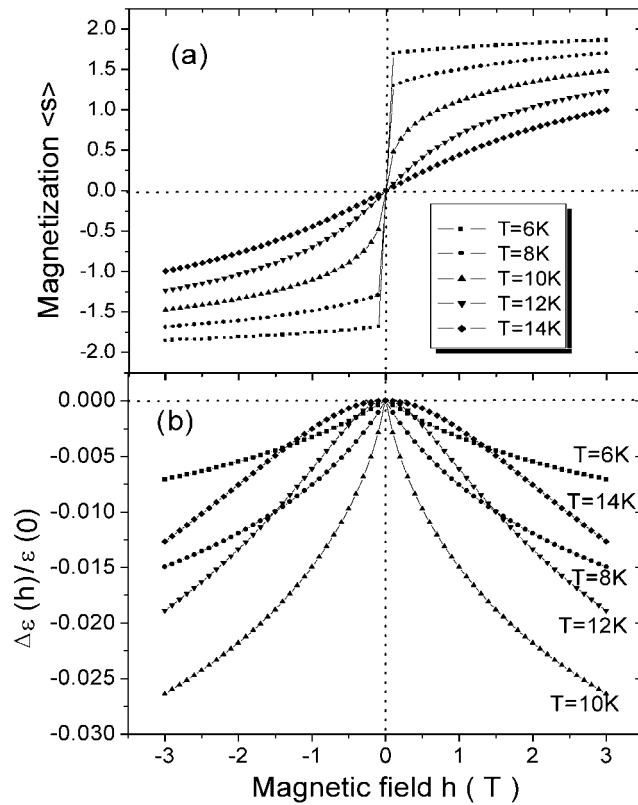 (a)
Magnetization <s>
2.0
1.5
1.0
0.5
0.0
-0.5
-1.0
-1.5
-2.0
T=6K
T=8K
T=10K
T=12K
T=14K
(b)
Δε(h)/ε(0)
0.000
-0.005
-0.010
-0.015
-0.020
-0.025
-0.030
T=6K
T=14K
T=8K
T=12K
T=10K
-3 -2 -1 0 1 2 3
Magnetic field h ( T )